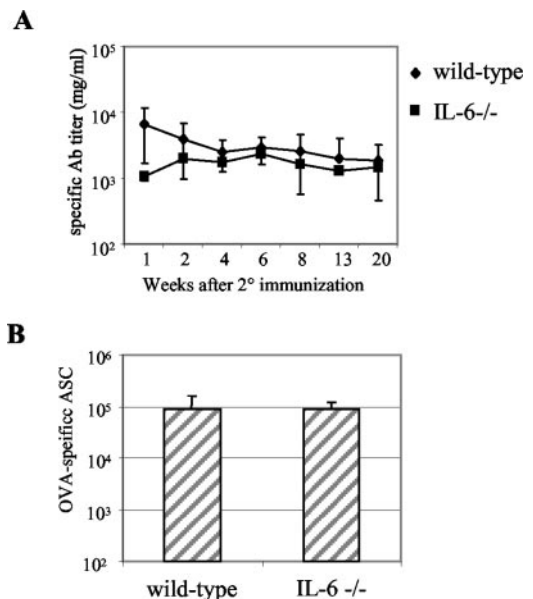 A
specific Ab titer (mg/ml)
10⁵
10⁴
10³
10²
1 2 4 6 8 13 20
Weeks after 2° immunization
wild-type
IL-6-/-
B
OVA-speificc ASC
10⁶
10⁵
10⁴
10³
10²
wild-type IL-6 -/-